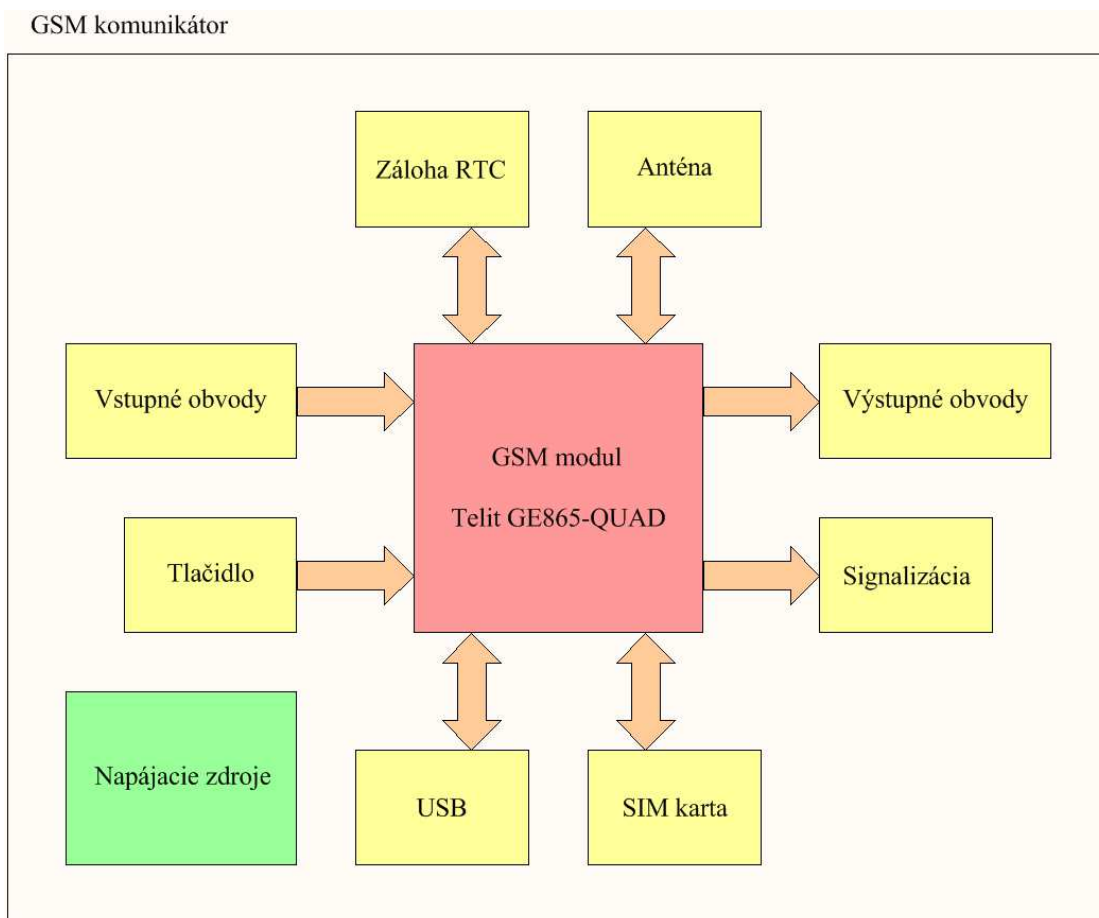 GSM komunikátor
Záloha RTC
Anténa
Vstupné obvody
Výstupné obvody
GSM modul
Telit GE865-QUAD
Tlačidlo
Signalizácia
Napájacie zdroje
USB
SIM karta